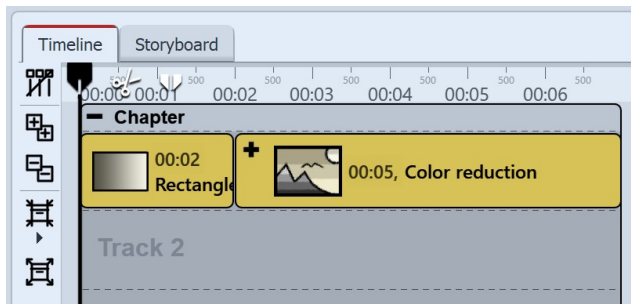 Timeline Storyboard
500 500 500 500 500 500 500
00:00 00:01 00:02 00:03 00:04 00:05 00:06
Chapter
00:02
00:05, Color reduction
Rectangle
Track 2